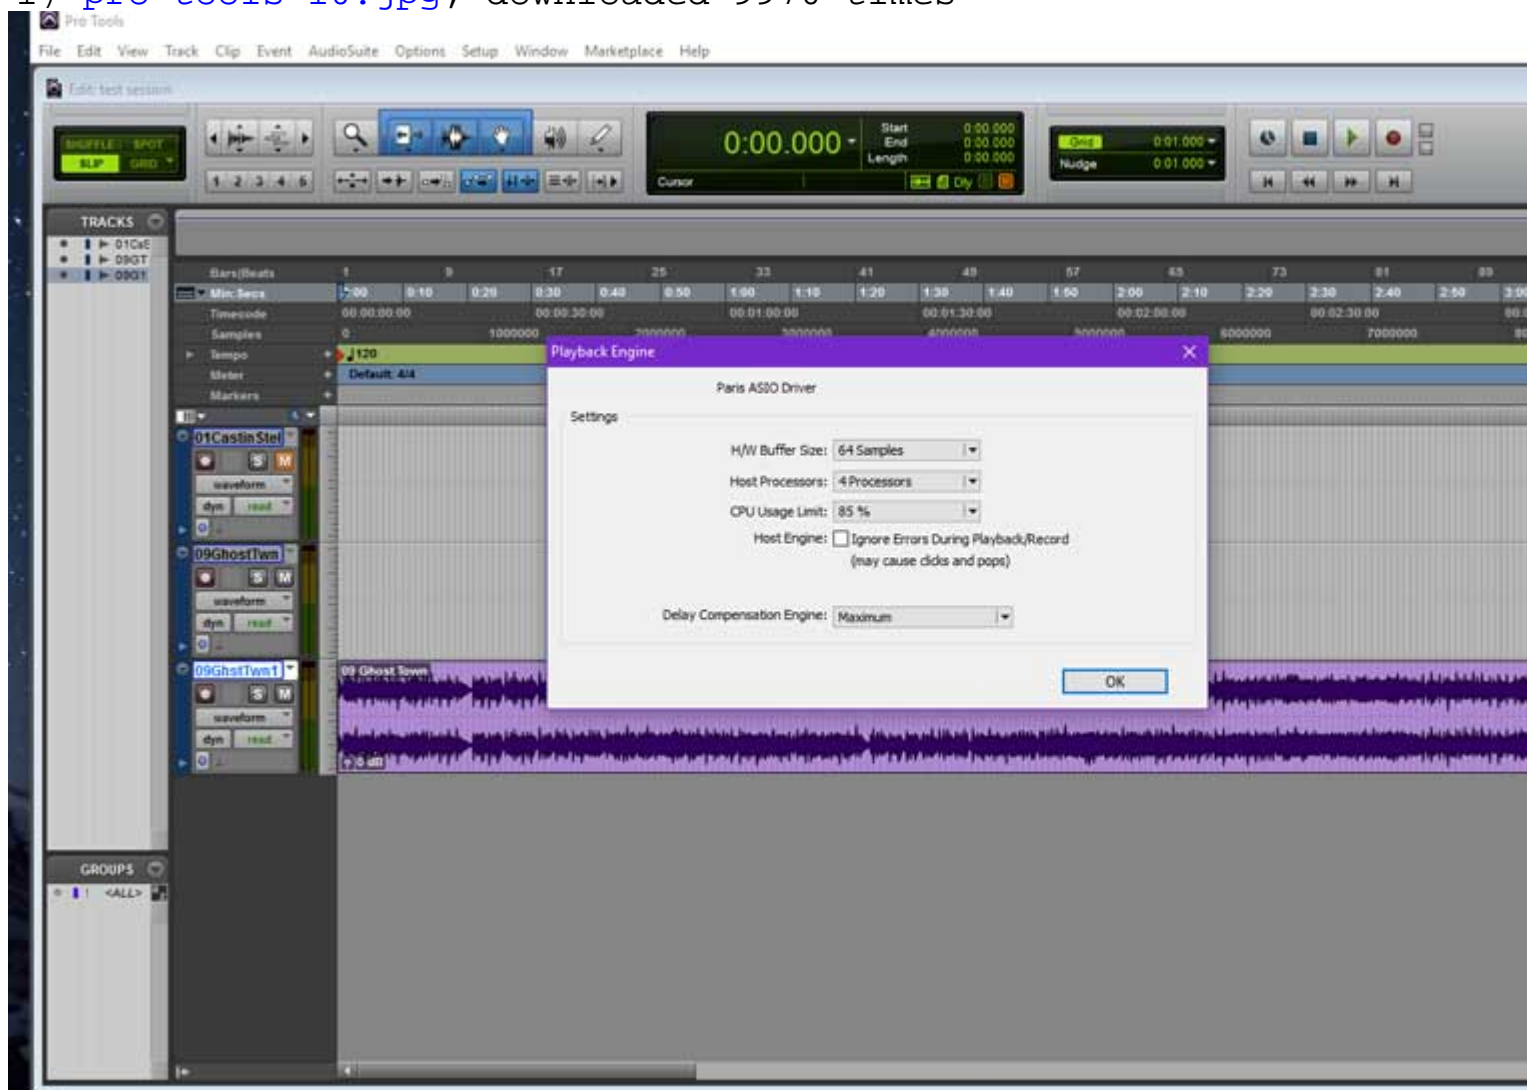 Pro Tools
File Edit View Track Clip Event AudioSuite Options Setup Window Marketplace Help
Edit: test session
SHUFFLE SPOT
SLIP GRID
1 2 3 4 5
0:00.000
Start 0:00.000
End 0:00.000
Length 0:00.000
Cursor
Dly
Grid 0:01.000
Nudge 0:01.000
TRACKS
01CaS
09GT
09GT
Bars|Beats 1 9 17 25 33 41 49 57 65 73 81 89
Min:Secs 0:00 0:10 0:20 0:30 0:40 0:50 1:00 1:10 1:20 1:30 1:40 1:50 2:00 2:10 2:20 2:30 2:40 2:50 3:00
Timecode 00:00:00:00 00:00:30:00 00:01:00:00 00:01:30:00 00:02:00:00 00:02:30:00
Samples 0 1000000 2000000 3000000 4000000 5000000 6000000 7000000
Tempo 120
Meter Default: 4/4
Markers
Playback Engine
Paris ASIO Driver
Settings
H/W Buffer Size: 64 Samples
Host Processors: 4 Processors
CPU Usage Limit: 85 %
Host Engine: Ignore Errors During Playback/Record
(may cause clicks and pops)
Delay Compensation Engine: Maximum
OK
01CastinStel
S M
waveform
dyn read
09GhostTwn
S M
waveform
dyn read
09GhstTwn1
S M
waveform
dyn read
09 Ghost Town
0 dB
GROUPS
! <ALL>